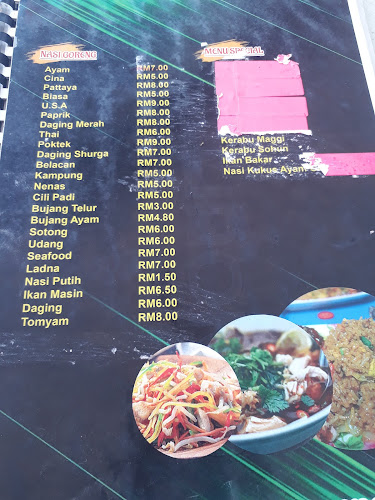 NASI GORENG
Ayam RM7.00
Cina RM5.00
Pattaya RM8.00
Biasa RM5.00
U.S.A RM9.00
Paprik RM8.00
Daging Merah RM8.00
Thai RM6.00
Poktek RM9.00
Daging Shurga RM7.00
Belacan RM7.00
Kampung RM5.00
Nenas RM5.00
Cili Padi RM5.00
Bujang Telur RM3.00
Bujang Ayam RM4.80
Sotong RM6.00
Udang RM6.00
Seafood RM7.00
Ladna RM7.00
Nasi Putih RM1.50
Ikan Masin RM6.50
Daging RM6.00
Tomyam RM8.00
MENU SPECIAL
Kerabu Maggi
Kerabu Sohun
Ikan Bakar
Nasi Kukus Ayam